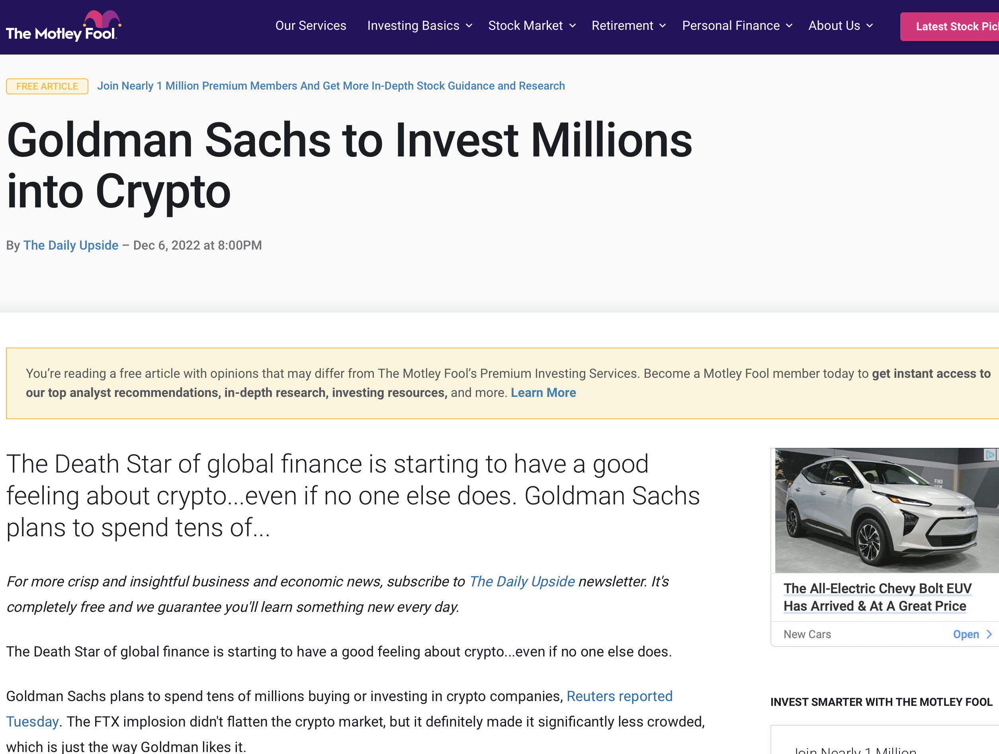 The Motley Fool.
Our Services
Investing Basics
Stock Market
Retirement
Personal Finance
About Us
Latest Stock
FREE ARTICLE
Join Nearly 1 Million Premium Members And Get More In-Depth Stock Guidance and Research
Goldman Sachs to Invest Millions
into Crypto
By The Daily Upside – Dec 6, 2022 at 8:00PM
You’re reading a free article with opinions that may differ from The Motley Fool’s Premium Investing Services. Become a Motley Fool member today to get instant access to
our top analyst recommendations, in-depth research, investing resources, and more. Learn More
The Death Star of global finance is starting to have a good
feeling about crypto...even if no one else does. Goldman Sachs
plans to spend tens of...
For more crisp and insightful business and economic news, subscribe to The Daily Upside newsletter. It's
completely free and we guarantee you'll learn something new every day.
The Death Star of global finance is starting to have a good feeling about crypto...even if no one else does.
Goldman Sachs plans to spend tens of millions buying or investing in crypto companies, Reuters reported
Tuesday. The FTX implosion didn't flatten the crypto market, but it definitely made it significantly less crowded,
which is just the way Goldman likes it.
FIND
NEW
The All-Electric Chevy Bolt EUV
Has Arrived & At A Great Price
New Cars
Open
INVEST SMARTER WITH THE MOTLEY FOOL
Join Nearly 1 Million